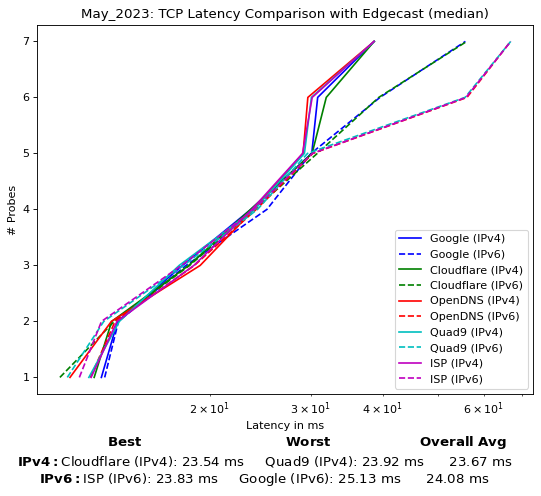 May_2023: TCP Latency Comparison with Edgecast (median)
7
6
5
4
3
2
1
# Probes
2 × 10¹
3 × 10¹
4 × 10¹
6 × 10¹
Latency in ms
Google (IPv4)
Google (IPv6)
Cloudflare (IPv4)
Cloudflare (IPv6)
OpenDNS (IPv4)
OpenDNS (IPv6)
Quad9 (IPv4)
Quad9 (IPv6)
ISP (IPv4)
ISP (IPv6)
Best Worst Overall Avg
IPv4: Cloudflare (IPv4): 23.54 ms Quad9 (IPv4): 23.92 ms 23.67 ms
IPv6: ISP (IPv6): 23.83 ms Google (IPv6): 25.13 ms 24.08 ms